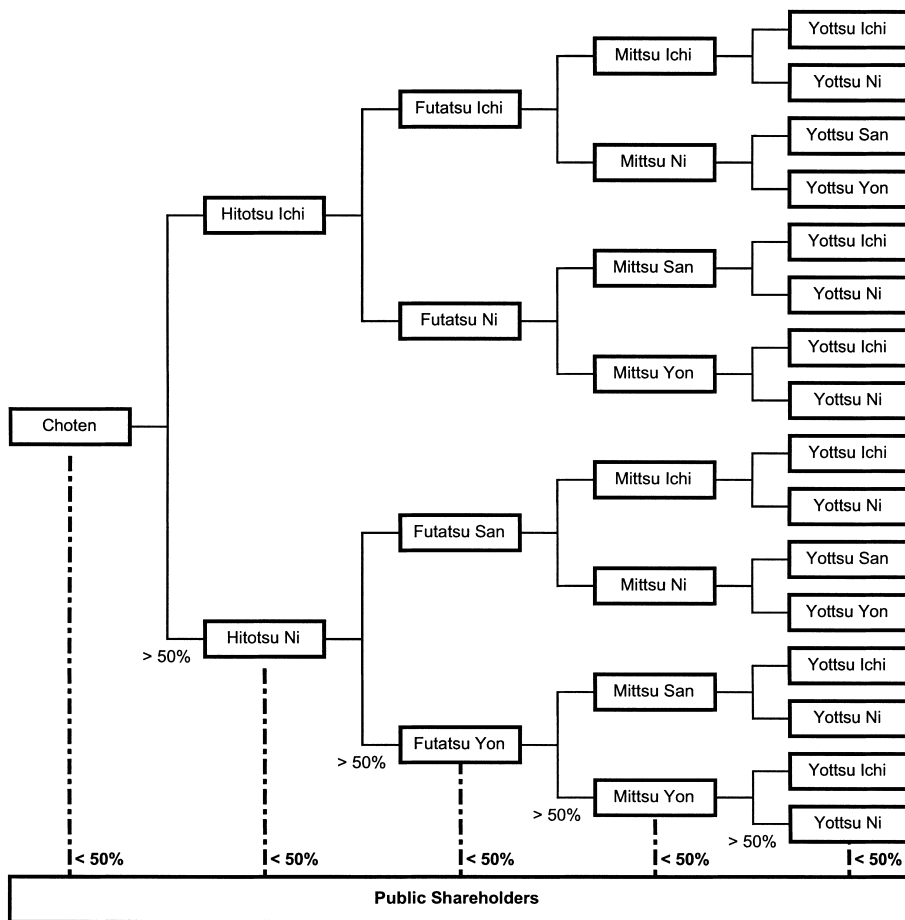 Yottsu Ichi
Mittsu Ichi
Yottsu Ni
Futatsu Ichi
Yottsu San
Mittsu Ni
Yottsu Yon
Hitotsu Ichi
Yottsu Ichi
Mittsu San
Yottsu Ni
Futatsu Ni
Yottsu Ichi
Mittsu Yon
Yottsu Ni
Choten
Yottsu Ichi
Mittsu Ichi
Yottsu Ni
Futatsu San
Yottsu San
Mittsu Ni
Yottsu Yon
Hitotsu Ni
> 50%
Yottsu Ichi
Mittsu San
Yottsu Ni
Futatsu Yon
> 50%
Yottsu Ichi
Mittsu Yon
> 50%
Yottsu Ni
> 50%
< 50%
< 50%
< 50%
< 50%
< 50%
Public Shareholders